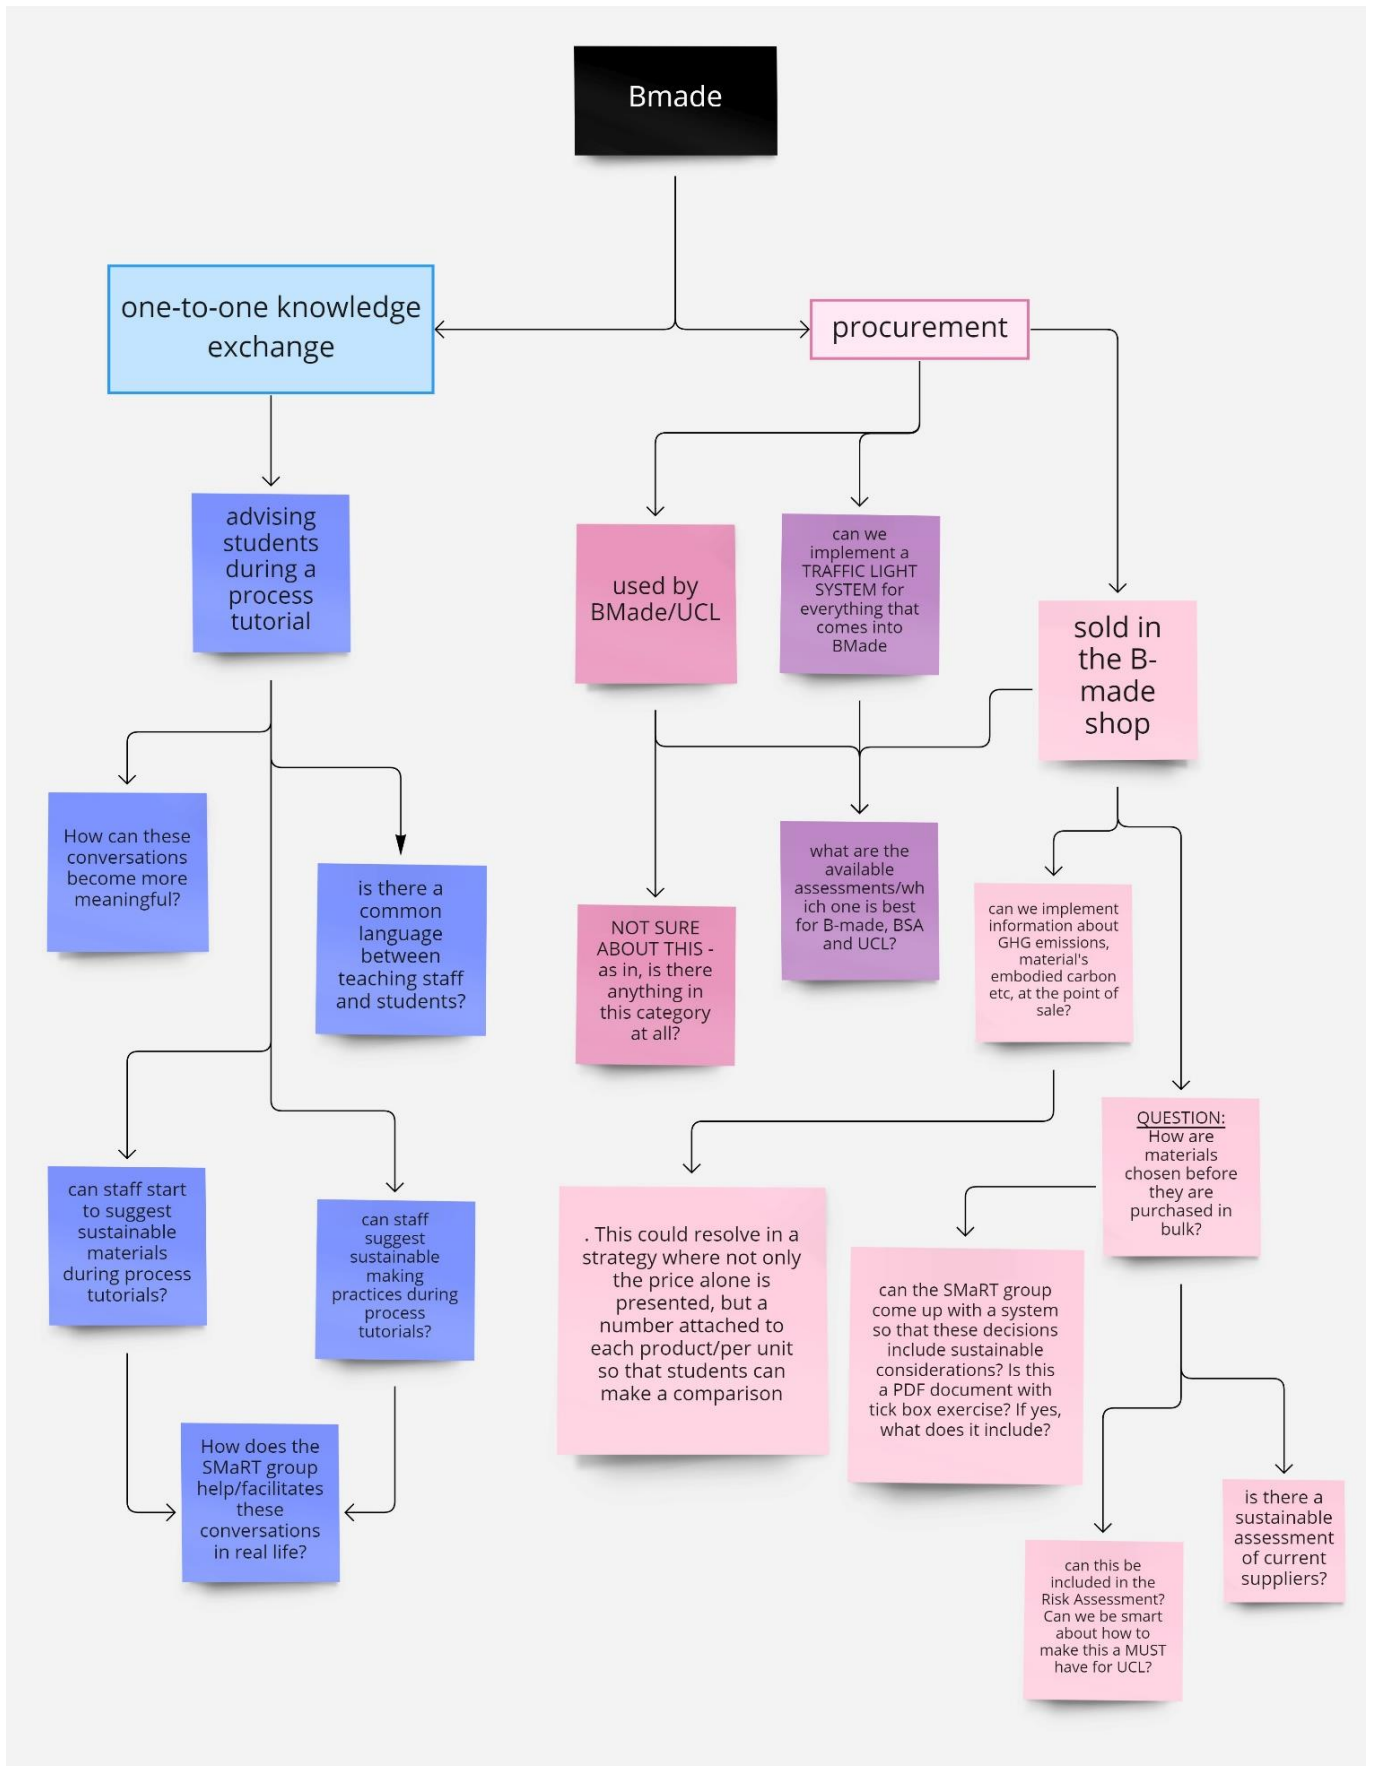 Bmade
one-to-one knowledge
exchange
procurement
advising
students
during a
process
tutorial
used by
BMade/UCL
can we
implement a
TRAFFIC LIGHT
SYSTEM for
everything that
comes into
BMade
sold in
the B-
made
shop
How can these
conversations
become more
meaningful?
is there a
common
language
between
teaching staff
and students?
NOT SURE
ABOUT THIS -
as in, is there
anything in
this category
at all?
what are the
available
assessments/wh
ich one is best
for B-made, BSA
and UCL?
can we implement
information about
GHG emissions,
material's
embodied carbon
etc, at the point of
sale?
QUESTION:
How are
materials
chosen before
they are
purchased in
bulk?
can staff start
to suggest
sustainable
materials
during process
tutorials?
can staff
suggest
sustainable
making
practices during
process
tutorials?
. This could resolve in a
strategy where not only
the price alone is
presented, but a
number attached to
each product/per unit
so that students can
make a comparison
can the SMaRT group
come up with a system
so that these decisions
include sustainable
considerations? Is this
a PDF document with
tick box exercise? If yes,
what does it include?
How does the
SMaRT group
help/facilitates
these
conversations
in real life?
is there a
sustainable
assessment
of current
suppliers?
can this be
included in the
Risk Assessment?
Can we be smart
about how to
make this a MUST
have for UCL?